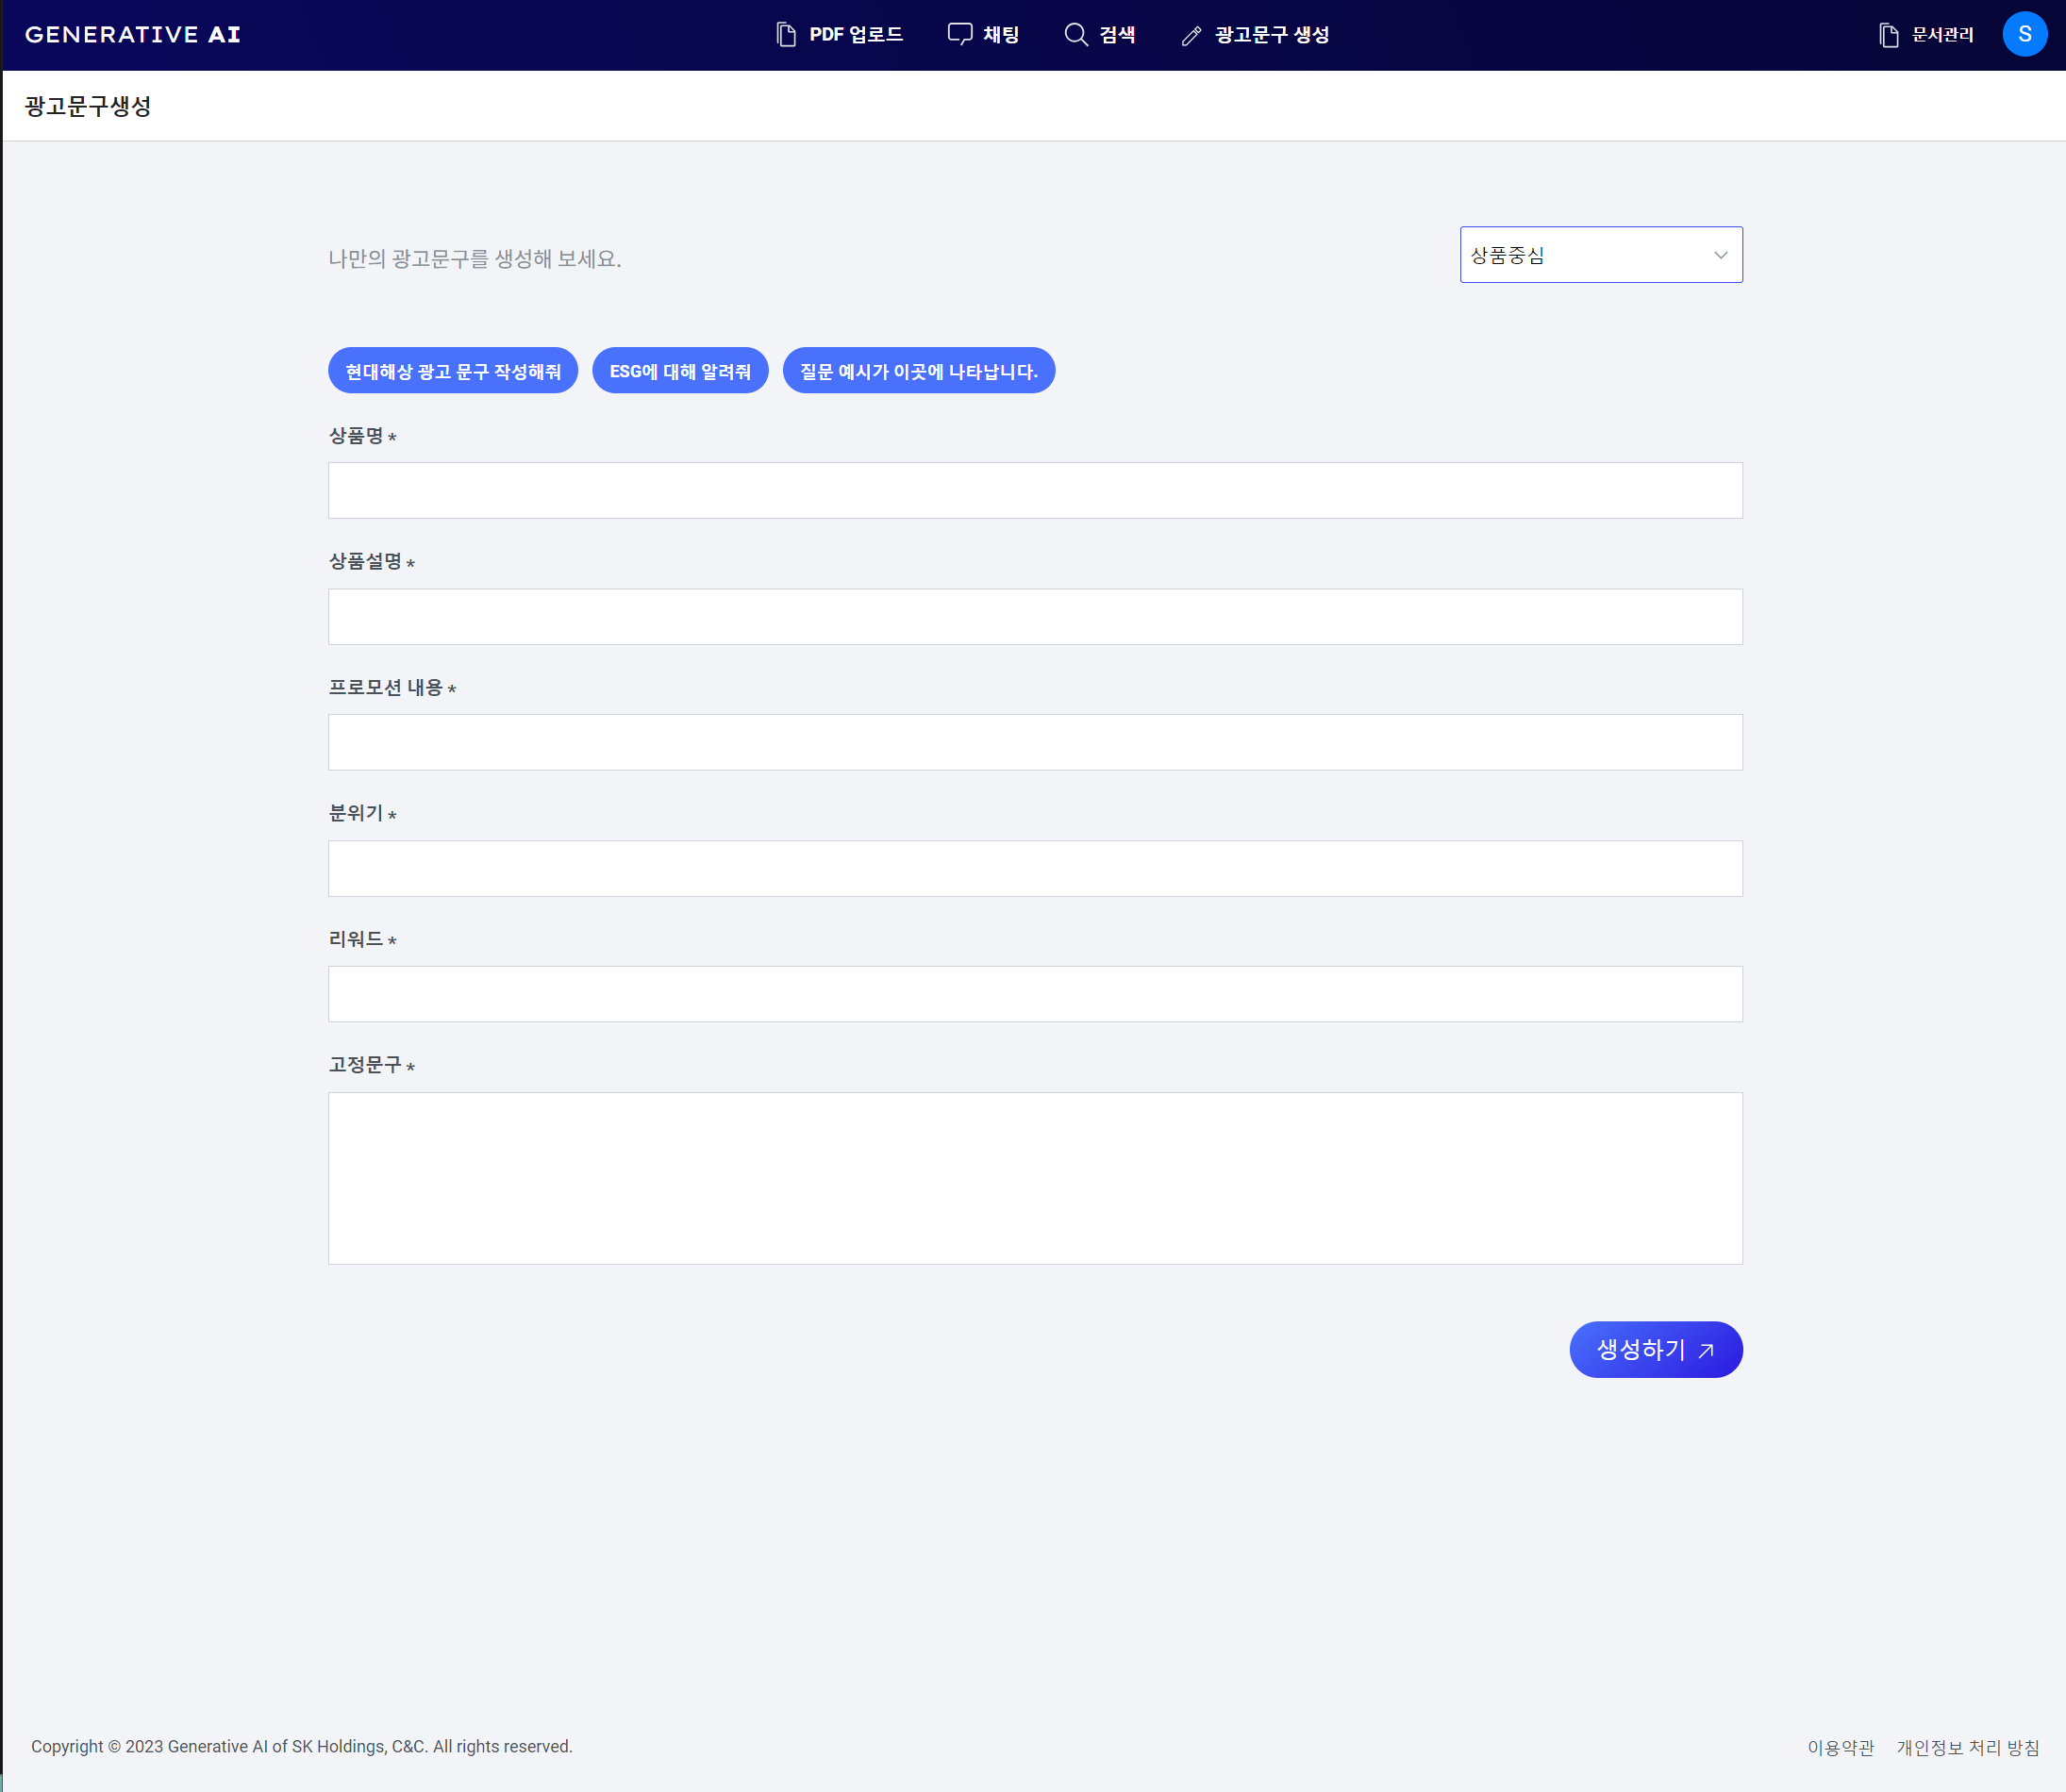 GENERATIVE AI
PDF 업로드
채팅
검색
광고문구 생성
문서관리
S
광고문구생성
나만의 광고문구를 생성해 보세요.
상품중심
현대해상 광고 문구 작성해줘
ESG에 대해 알려줘
질문 예시가 이곳에 나타납니다.
상품명 *
상품설명 *
프로모션 내용 *
분위기 *
리워드 *
고정문구 *
생성하기
Copyright © 2023 Generative AI of SK Holdings, C&C. All rights reserved.
이용약관
개인정보 처리 방침